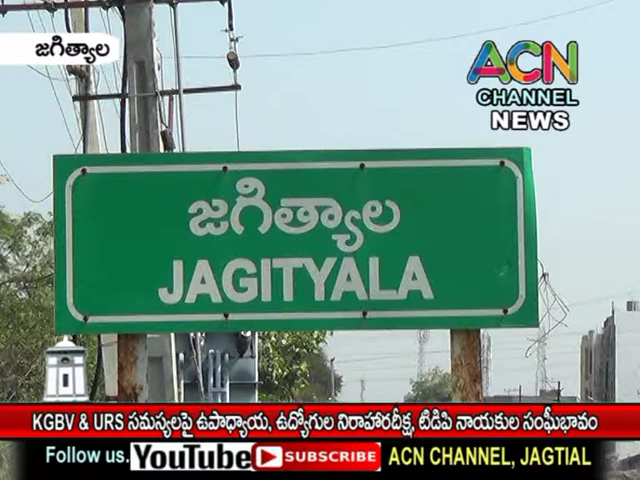 జగిత్యాల
ACN
CHANNEL
NEWS
జగిత్యాల
JAGITYALA
KGBV & URS సమస్యలపై ఉపాధ్యాయ, ఉద్యోగుల నిరాహారదీక్ష, టిడిపి నాయకుల సంఘీభావం
Follow us. YouTube SUBSCRIBE ACN CHANNEL, JAGTIAL